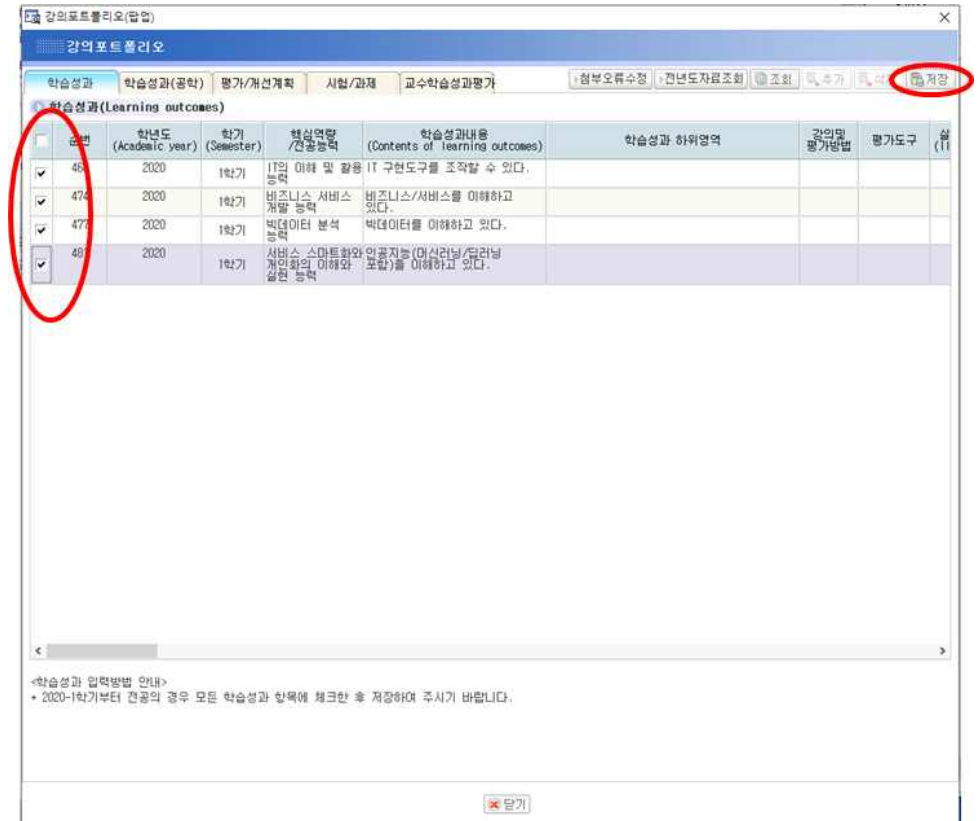 강의포트폴리오(팝업)
강의포트폴리오
학습성과 학습성과(공학) 평가/개선계획 시험/과제 교수학습성과평가 첨부오류수정 전년도자료조회 조회 추가 저장
학습성과(Learning outcomes)
순번 학년도 (Academic year) 학기 (Semester) 핵심역량 /전공능력 학습성과내용 (Contents of learning outcomes) 학습성과 하위영역 강의및 평가방법 평가도구
2020 1학기 IT의 이해 및 활용 능력 IT 구현도구를 조작할 수 있다.
474 2020 1학기 비즈니스 서비스 개발 능력 비즈니스/서비스를 이해하고 있다.
477 2020 1학기 빅데이터 분석 능력 빅데이터를 이해하고 있다.
2020 1학기 서비스 스마트화와 개인화의 이해와 실현 능력 인공지능(머신러닝/딥러닝 포함)을 이해하고 있다.
<학습성과 입력방법 안내>
+ 2020-1학기부터 전공의 경우 모든 학습성과 항목에 체크한 후 저장하여 주시기 바랍니다.
닫기